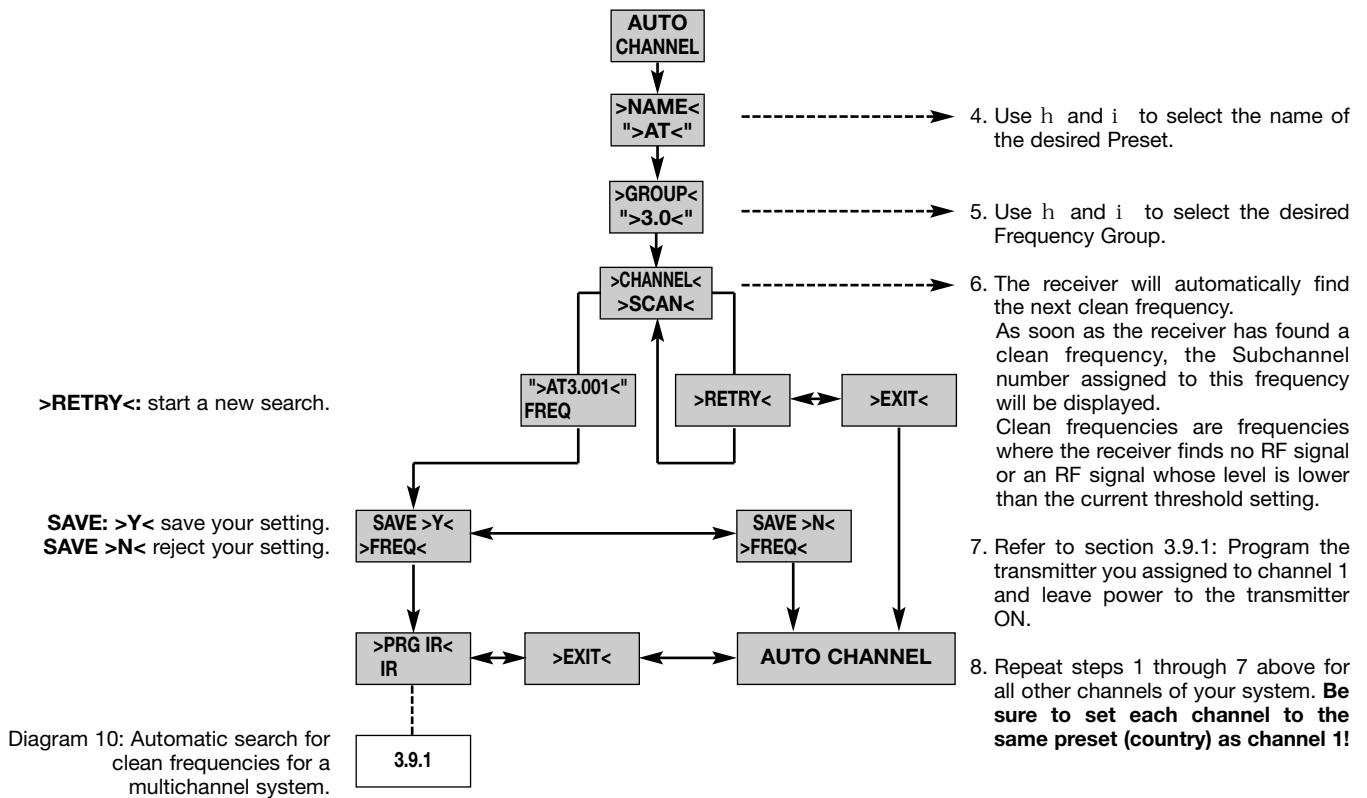 AUTO
CHANNEL
>NAME<
">AT<"
4. Use h and i to select the name of
the desired Preset.
>GROUP<
">3.0<"
5. Use h and i to select the desired
Frequency Group.
>CHANNEL<
>SCAN<
6. The receiver will automatically find
the next clean frequency.
As soon as the receiver has found a
clean frequency, the Subchannel
number assigned to this frequency
will be displayed.
Clean frequencies are frequencies
where the receiver finds no RF signal
or an RF signal whose level is lower
than the current threshold setting.
>RETRY<: start a new search.
">AT3.001<"
FREQ
>RETRY<
>EXIT<
SAVE: >Y< save your setting.
SAVE >N< reject your setting.
SAVE >Y<
>FREQ<
SAVE >N<
>FREQ<
7. Refer to section 3.9.1: Program the
transmitter you assigned to channel 1
and leave power to the transmitter
ON.
>PRG IR<
IR
>EXIT<
AUTO CHANNEL
8. Repeat steps 1 through 7 above for
all other channels of your system. Be
sure to set each channel to the
same preset (country) as channel 1!
Diagram 10: Automatic search for
clean frequencies for a
multichannel system.
3.9.1